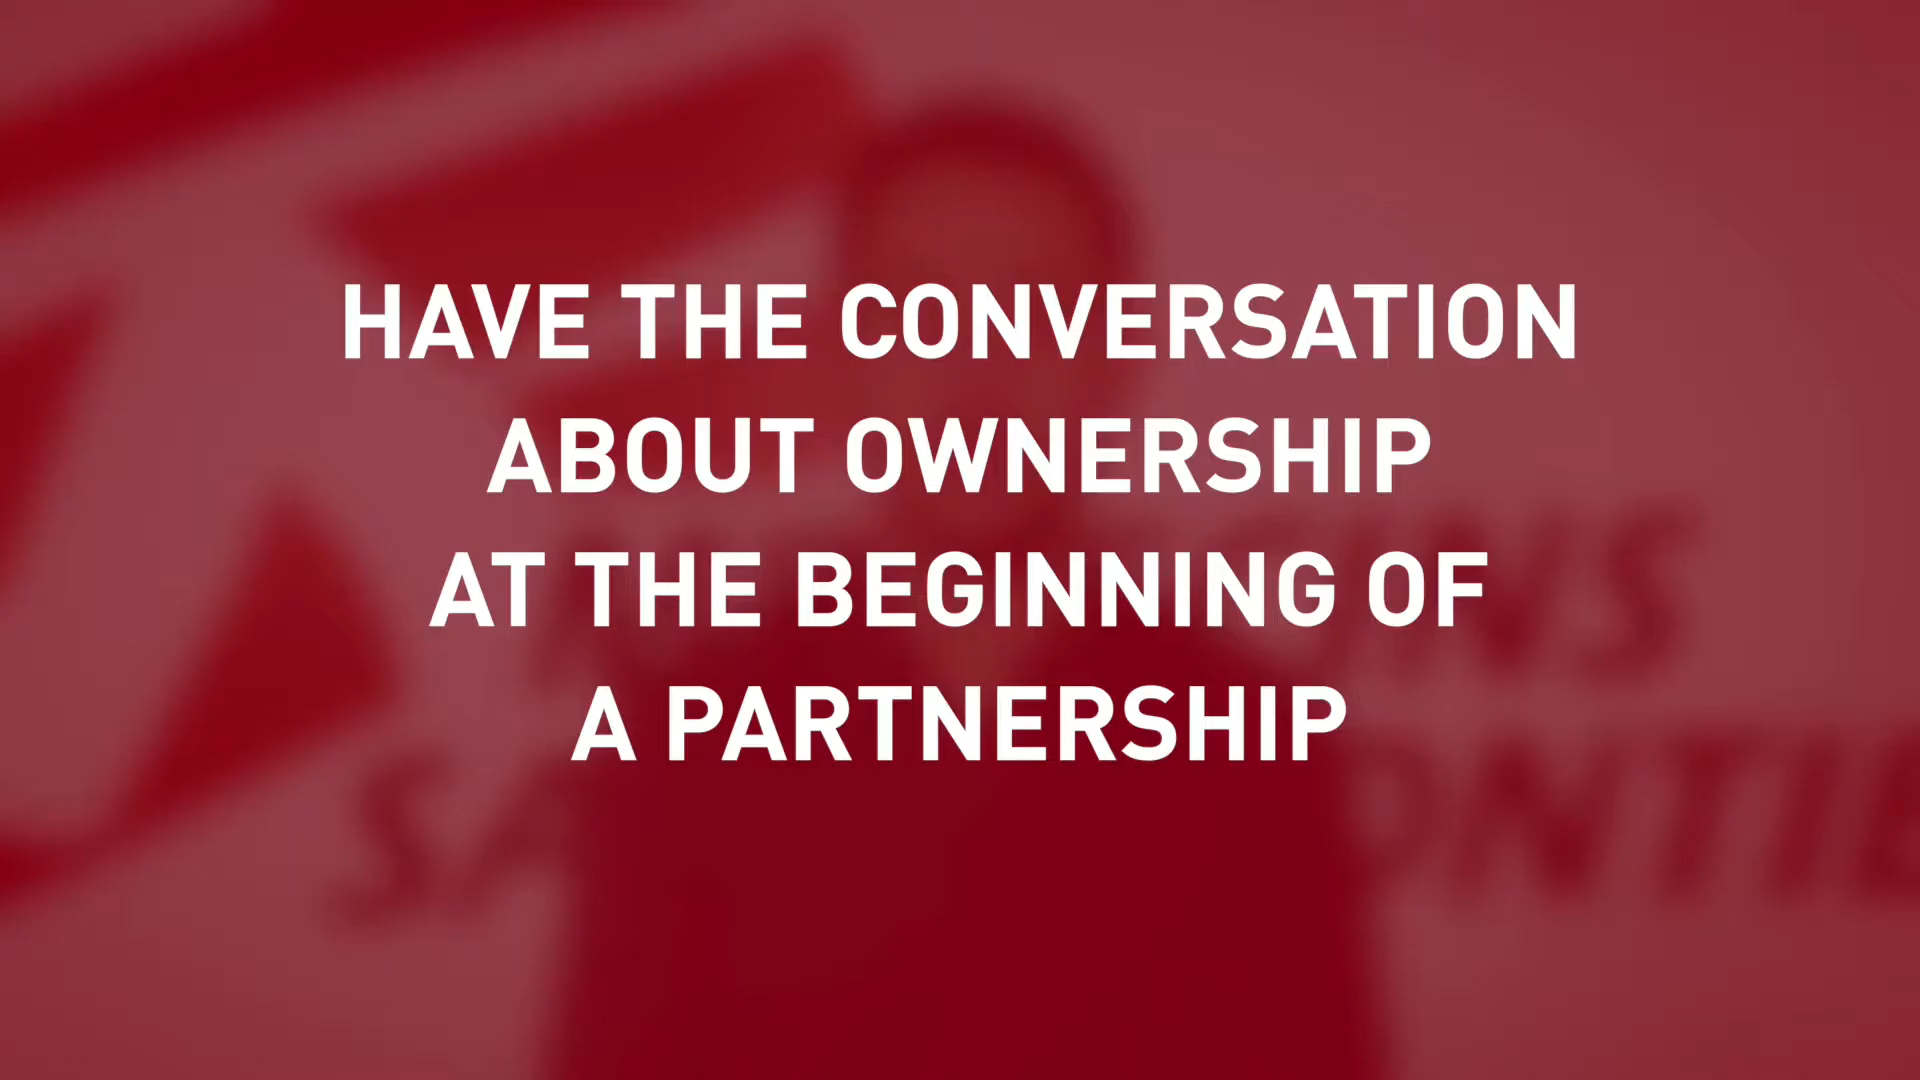 HAVE THE CONVERSATION
ABOUT OWNERSHIP
AT THE BEGINNING OF
A PARTNERSHIP